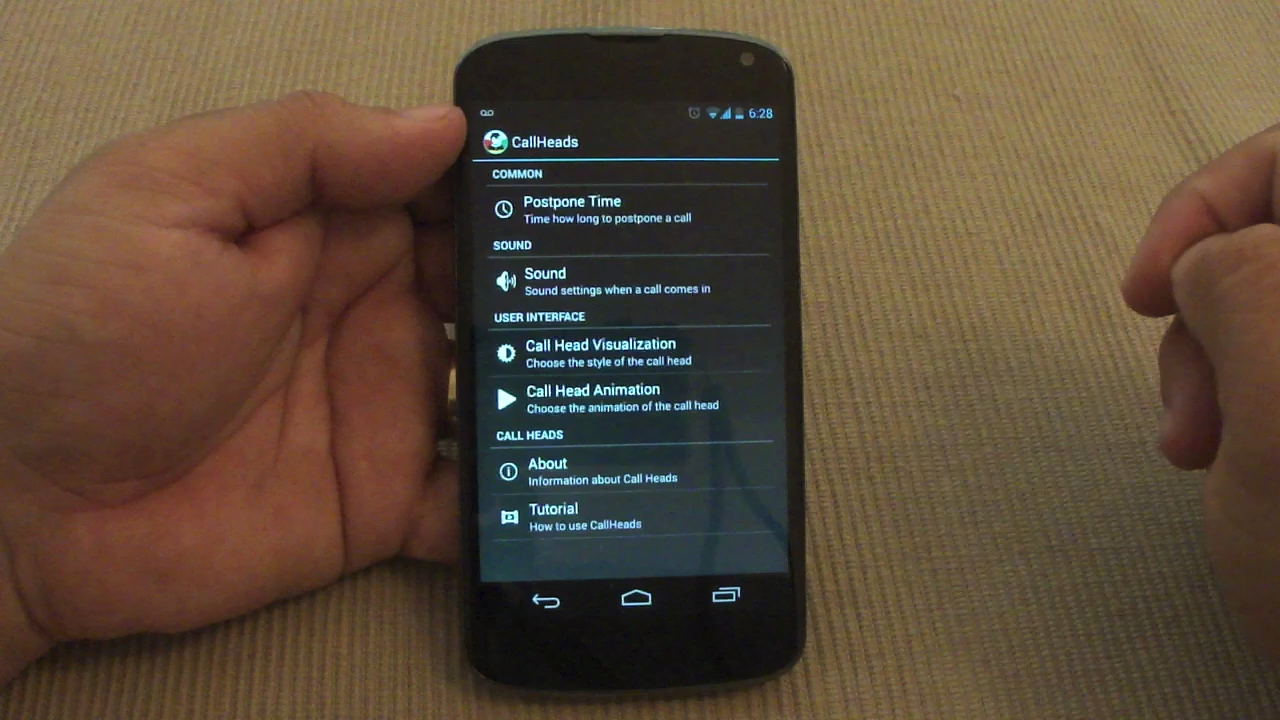 6:28
CallHeads
COMMON
Postpone Time
Time how long to postpone a call
SOUND
Sound
Sound settings when a call comes in
USER INTERFACE
Call Head Visualization
Choose the style of the call head
Call Head Animation
Choose the animation of the call head
CALL HEADS
About
Information about Call Heads
Tutorial
How to use CallHeads